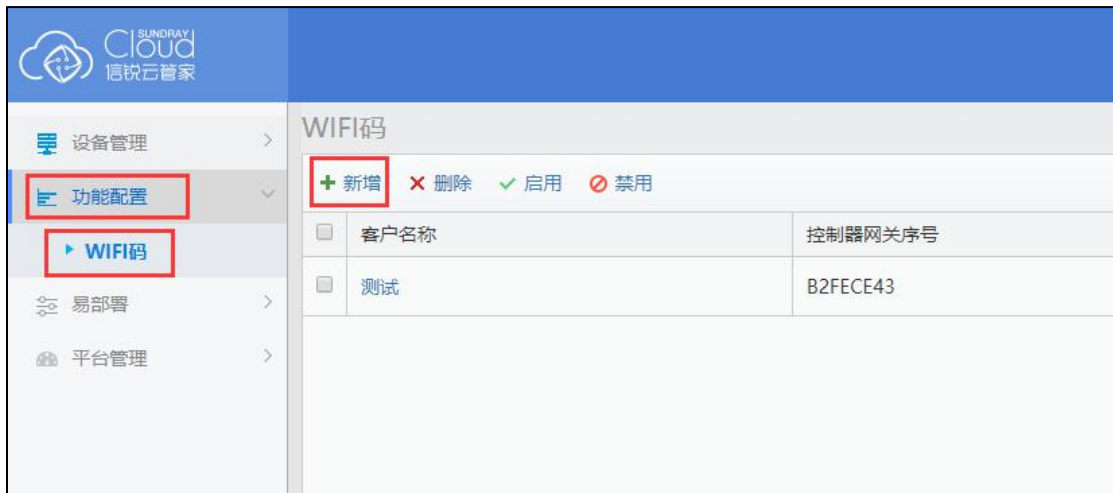 SUNDRAY
Cloud
信锐云管家
设备管理
功能配置
WIFI码
易部署
平台管理
WIFI码
新增 删除 启用 禁用
客户名称 控制器网关序号
测试 B2FECE43